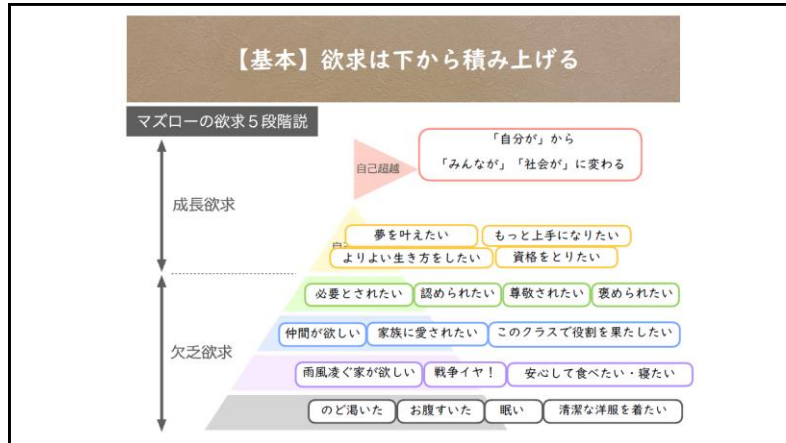 【基本】欲求は下から積み上げる
マズローの欲求5段階説
「自分が」から
「みんなが」「社会が」に変わる
自己超越
成長欲求
夢を叶えたい もっと上手になりたい
よりよい生き方をしたい 資格をとりたい
必要とされたい 認められたい 尊敬されたい 褒められたい
仲間が欲しい 家族に愛されたい このクラスで役割を果たしたい
欠乏欲求
雨風凌ぐ家が欲しい 戦争イヤ！ 安心して食べたい・寝たい
のど渇いた お腹すいた 眠い 清潔な洋服を着たい